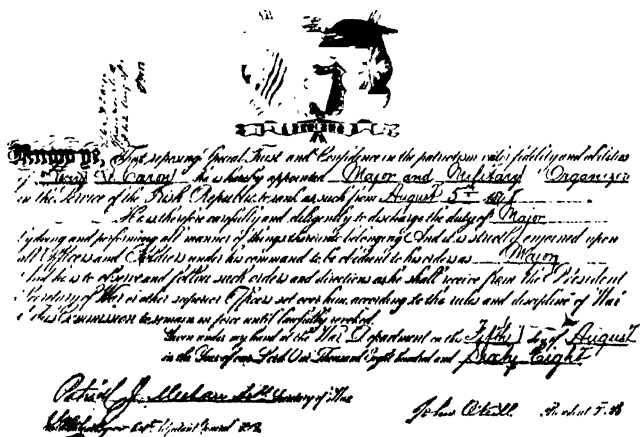 Know ye, That reposing Special Trust and Confidence in the patriotism valor fidelity and abilities
of Henri Le Caron he is hereby appointed Major and Military Organizer
in the service of the Irish Republic to rank as such from August 5th 1868
He is therefore carefully and diligently to discharge the duty of Major
by doing and performing all manner of things thereunto belonging And it is strictly enjoined upon
all Officers and Soldiers under his command to be obedient to his orders as Major
And he is to observe and follow such orders and directions as he shall receive from the President
Secretary of War or other superior Officers set over him, according to the rules and discipline of War
This Commission to remain in force until lawfully revoked.
Given under my hand at the War Department on the Fifth day of August
in the Year of our Lord One Thousand Eight hundred and Sixty Eight
Patrick J. Meehan Secretary of War
John O'Neill President
Adjutant General